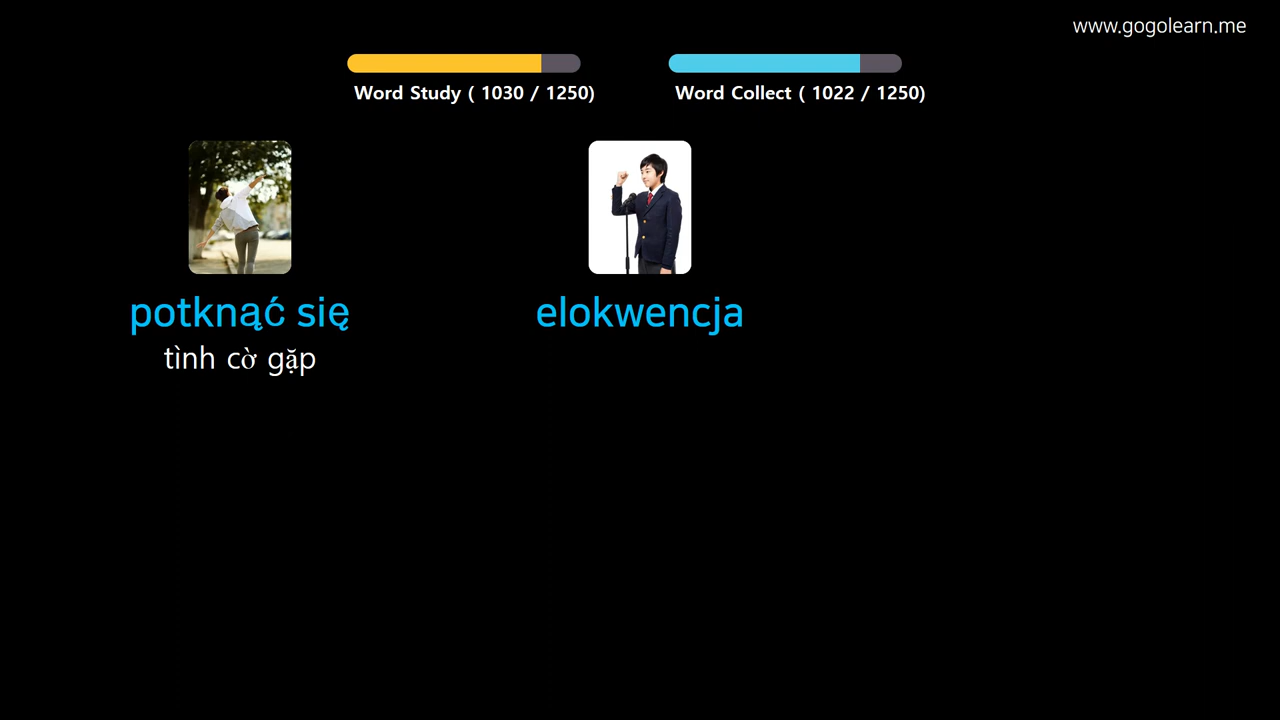 www.gogolearn.me
Word Study ( 1030 / 1250)
Word Collect ( 1022 / 1250)
potknąć się
elokwencja
tình cờ gặp